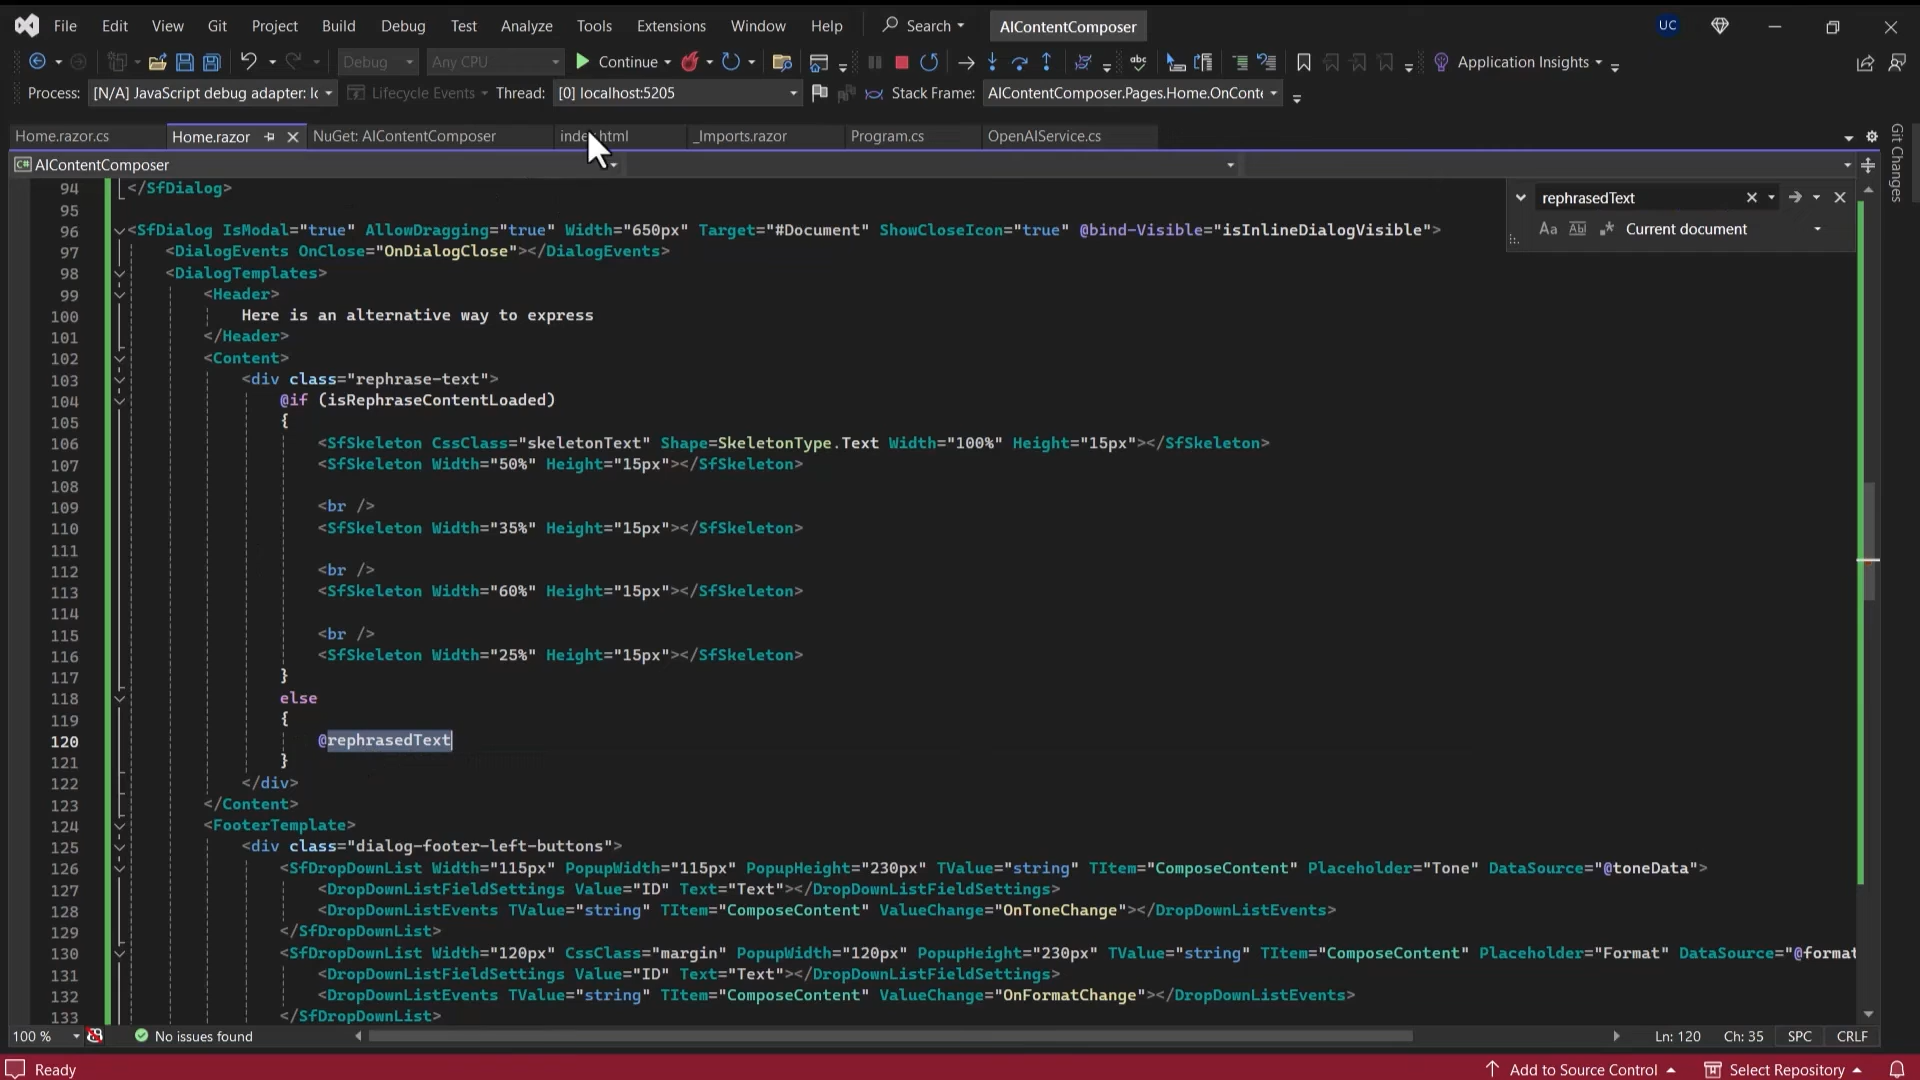 File Edit View Git Project Build Debug Test Analyze Tools Extensions Window Help Search AIContentComposer UC
Debug Any CPU Continue Application Insights
Process: [N/A] JavaScript debug adapter: lc Lifecycle Events Thread: [0] localhost:5205 Stack Frame: AIContentComposer.Pages.Home.OnConte
Home.razor.cs Home.razor NuGet: AIContentComposer index.html _Imports.razor Program.cs OpenAIService.cs
Git Changes
C# AIContentComposer
rephrasedText
Current document
94 </SfDialog>
95
96 <SfDialog IsModal="true" AllowDragging="true" Width="650px" Target="#Document" ShowCloseIcon="true" @bind-Visible="isInlineDialogVisible">
97 <DialogEvents OnClose="OnDialogClose"></DialogEvents>
98 <DialogTemplates>
99 <Header>
100 Here is an alternative way to express
101 </Header>
102 <Content>
103 <div class="rephrase-text">
104 @if (isRephraseContentLoaded)
105 {
106 <SfSkeleton CssClass="skeletonText" Shape=SkeletonType.Text Width="100%" Height="15px"></SfSkeleton>
107 <SfSkeleton Width="50%" Height="15px"></SfSkeleton>
108
109 <br />
110 <SfSkeleton Width="35%" Height="15px"></SfSkeleton>
111
112 <br />
113 <SfSkeleton Width="60%" Height="15px"></SfSkeleton>
114
115 <br />
116 <SfSkeleton Width="25%" Height="15px"></SfSkeleton>
117 }
118 else
119 {
120 @rephrasedText
121 }
122 </div>
123 </Content>
124 <FooterTemplate>
125 <div class="dialog-footer-left-buttons">
126 <SfDropDownList Width="115px" PopupWidth="115px" PopupHeight="230px" TValue="string" TItem="ComposeContent" Placeholder="Tone" DataSource="@toneData">
127 <DropDownListFieldSettings Value="ID" Text="Text"></DropDownListFieldSettings>
128 <DropDownListEvents TValue="string" TItem="ComposeContent" ValueChange="OnToneChange"></DropDownListEvents>
129 </SfDropDownList>
130 <SfDropDownList Width="120px" CssClass="margin" PopupWidth="120px" PopupHeight="230px" TValue="string" TItem="ComposeContent" Placeholder="Format" DataSource="@format
131 <DropDownListFieldSettings Value="ID" Text="Text"></DropDownListFieldSettings>
132 <DropDownListEvents TValue="string" TItem="ComposeContent" ValueChange="OnFormatChange"></DropDownListEvents>
133 </SfDropDownList>
100 % No issues found Ln: 120 Ch: 35 SPC CRLF
Ready Add to Source Control Select Repository